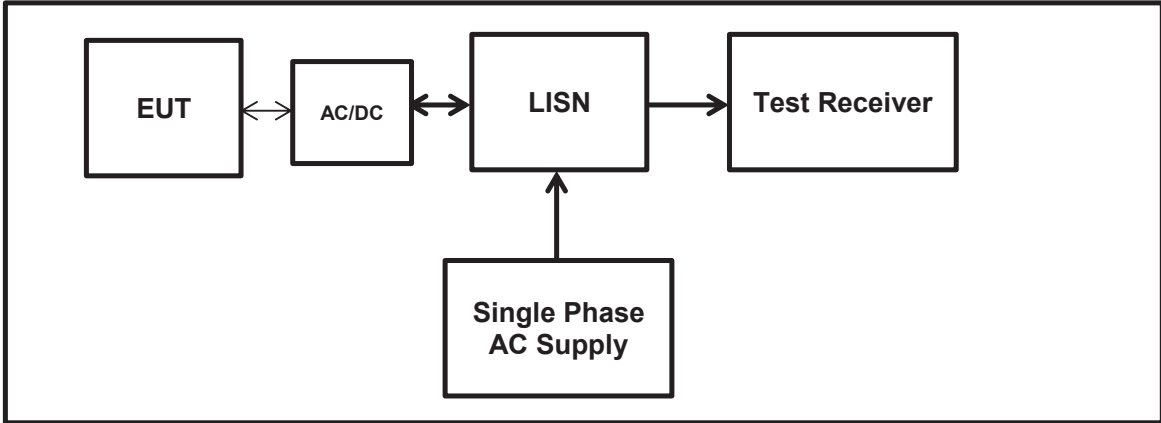 EUT
AC/DC
LISN
Test Receiver
Single Phase
AC Supply